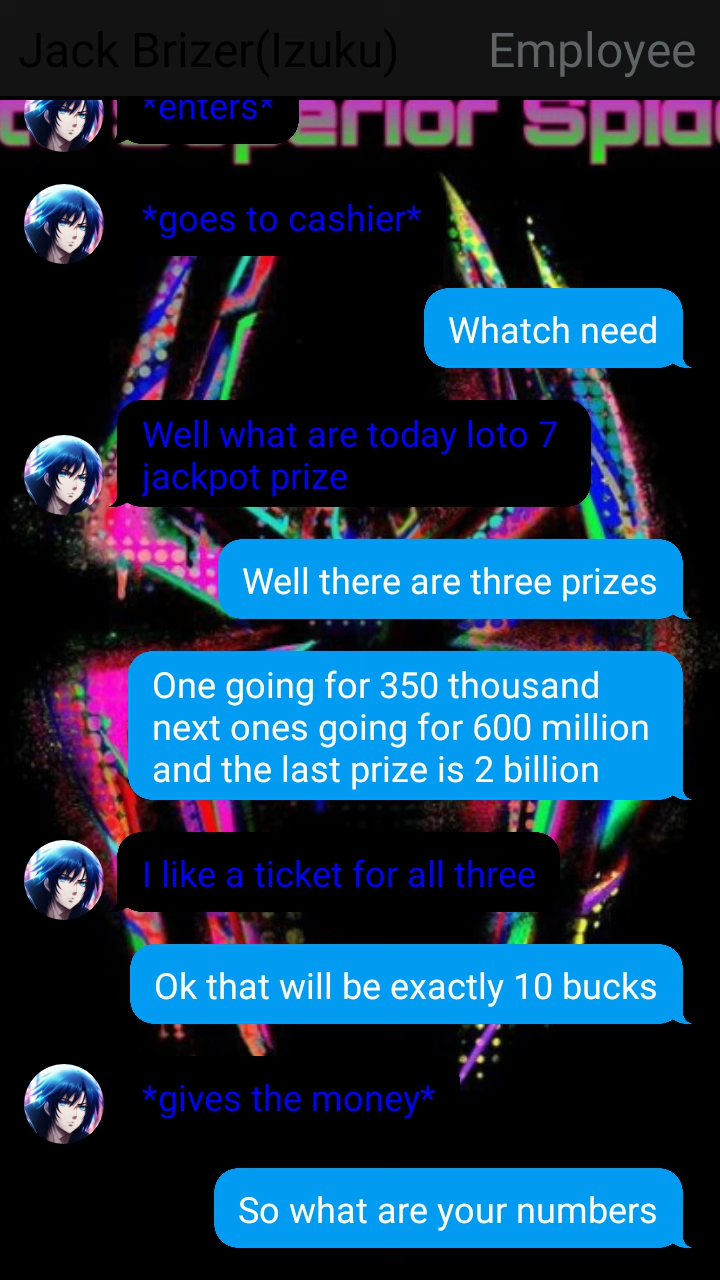 Jack Brizer(Izuku) Employee
*enters*
*goes to cashier*
Whatch need
Well what are today loto 7
jackpot prize
Well there are three prizes
One going for 350 thousand
next ones going for 600 million
and the last prize is 2 billion
I like a ticket for all three
Ok that will be exactly 10 bucks
*gives the money*
So what are your numbers